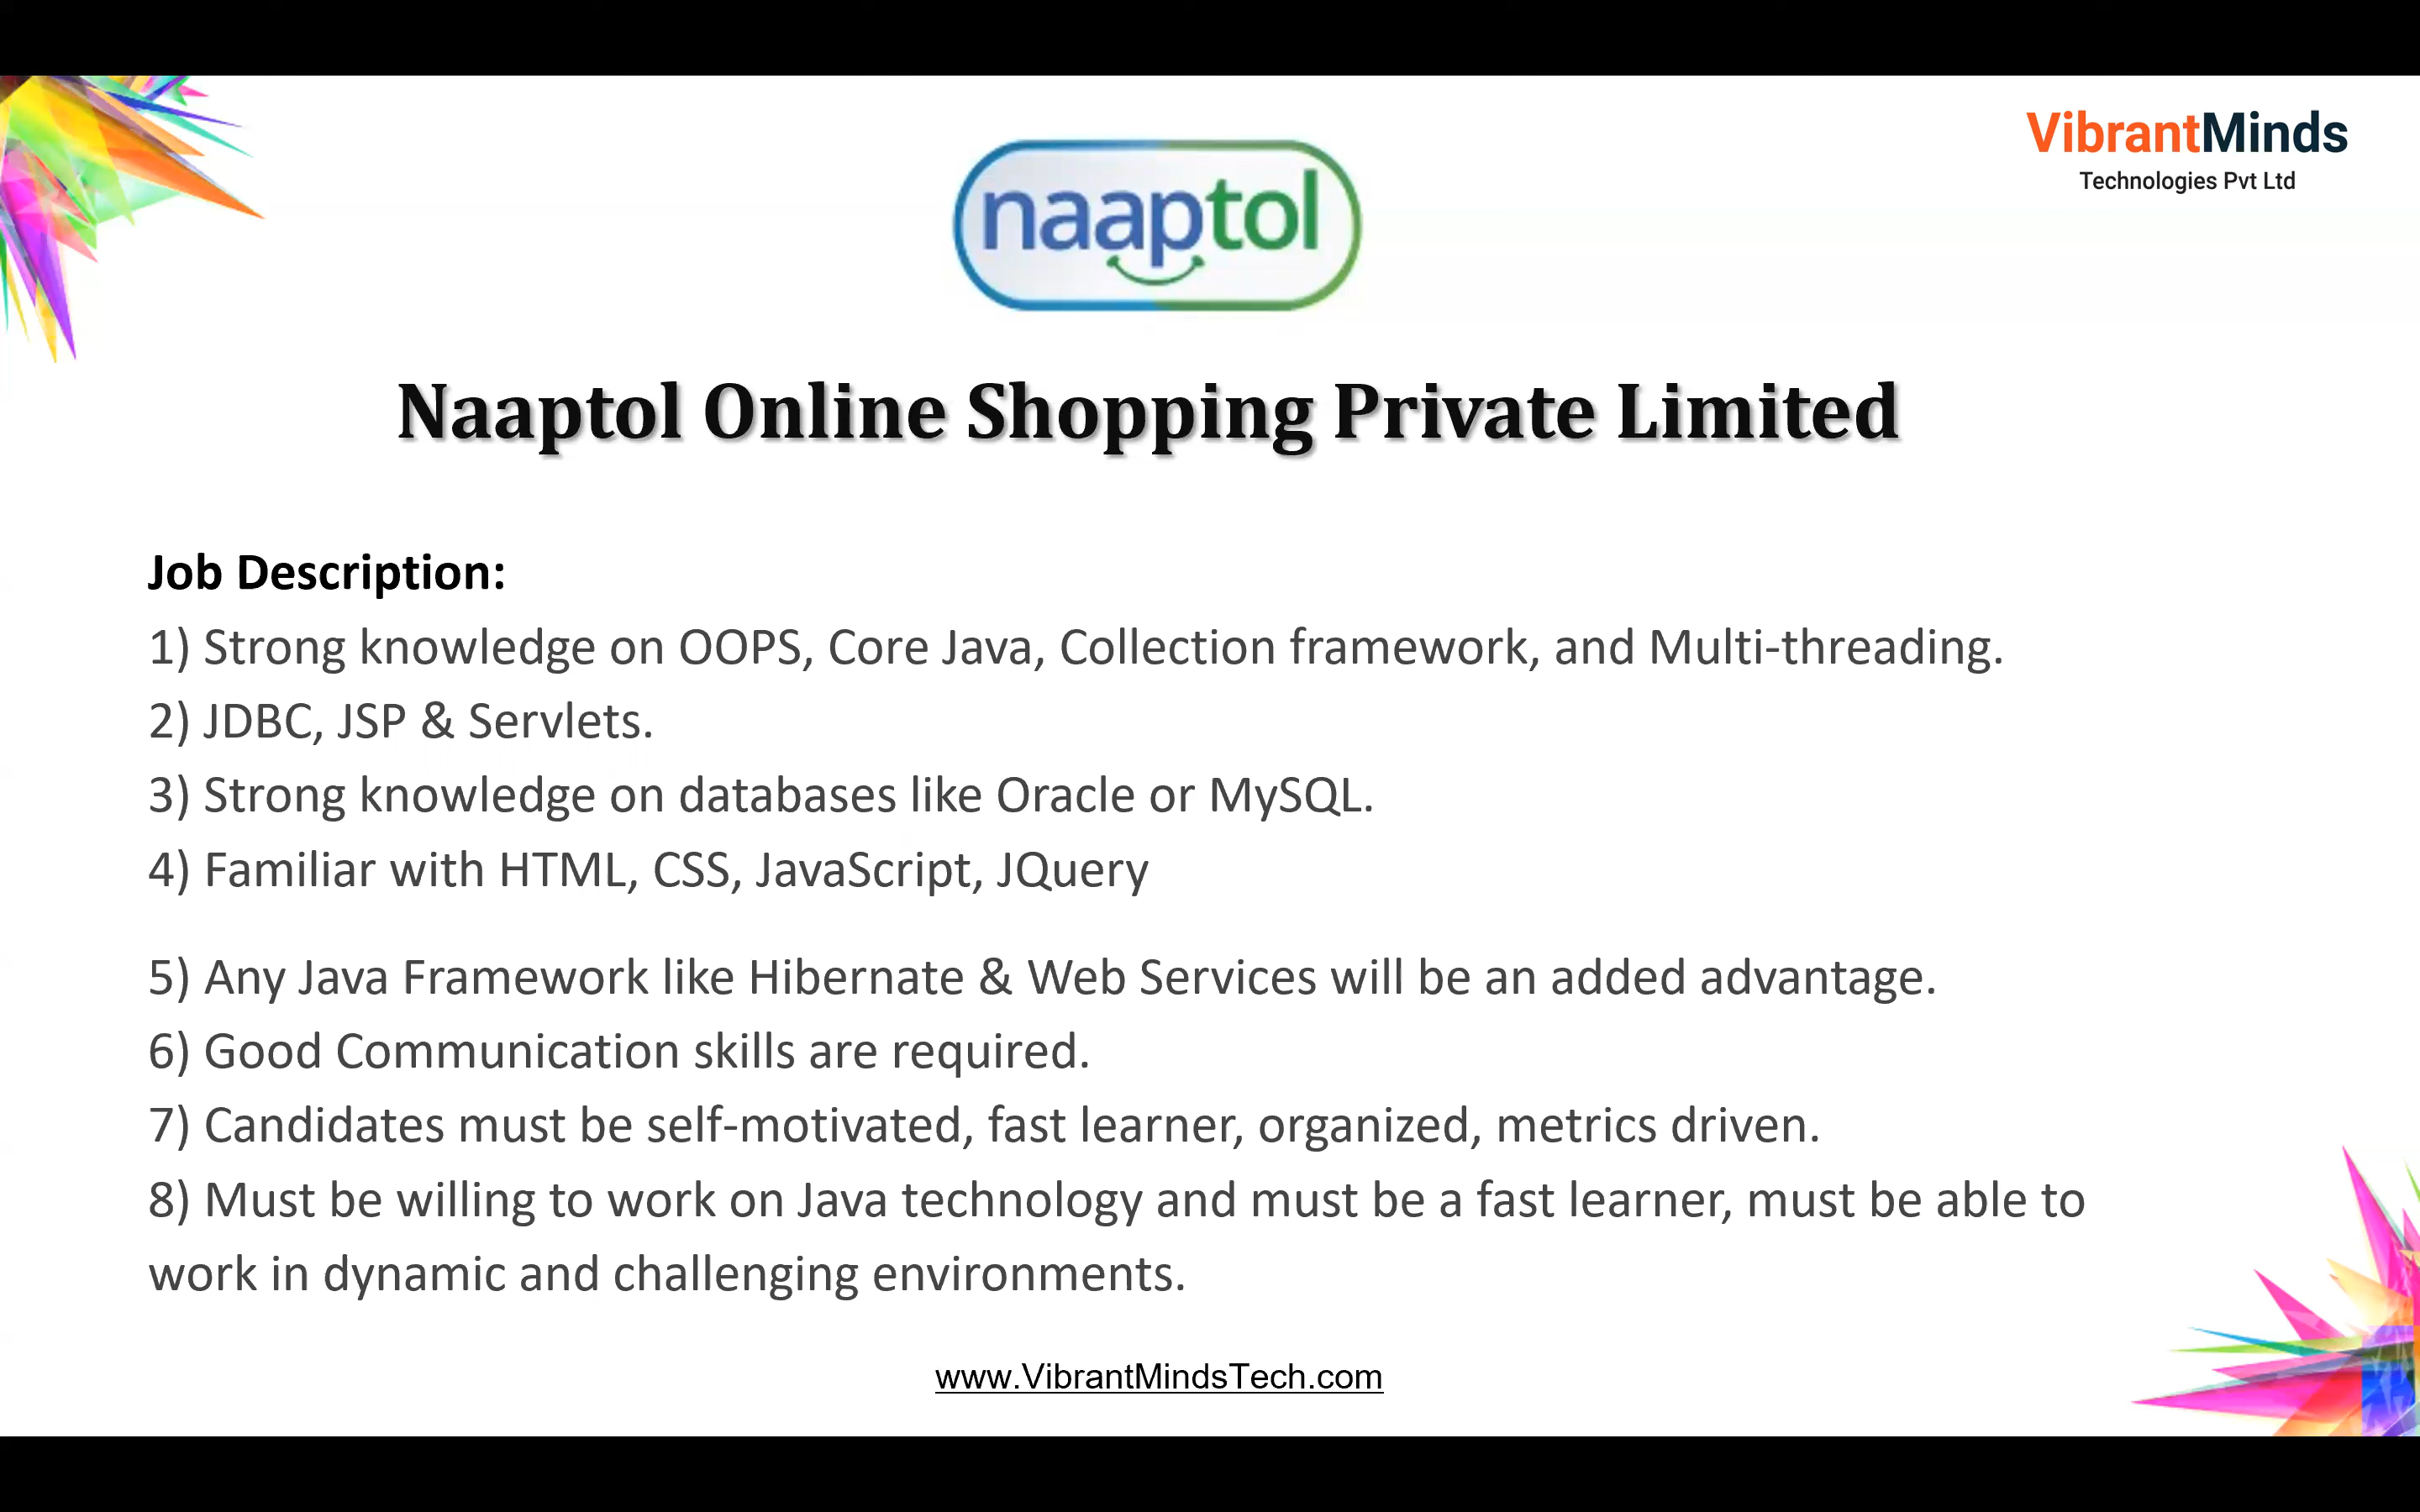 VibrantMinds
Technologies Pvt Ltd
naaptol
Naaptol Online Shopping Private Limited
Job Description:
1) Strong knowledge on OOPS, Core Java, Collection framework, and Multi-threading.
2) JDBC, JSP & Servlets.
3) Strong knowledge on databases like Oracle or MySQL.
4) Familiar with HTML, CSS, JavaScript, JQuery
5) Any Java Framework like Hibernate & Web Services will be an added advantage.
6) Good Communication skills are required.
7) Candidates must be self-motivated, fast learner, organized, metrics driven.
8) Must be willing to work on Java technology and must be a fast learner, must be able to
work in dynamic and challenging environments.
www.VibrantMindsTech.com